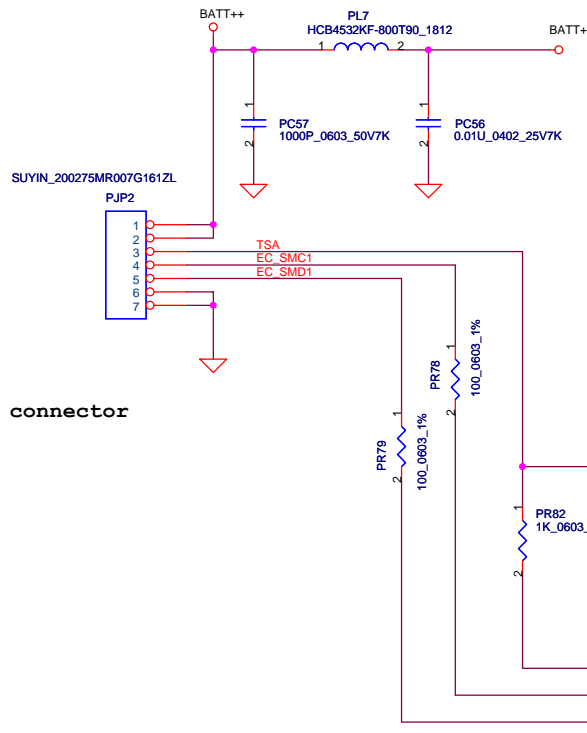 BATT++
PL7
HCB4532KF-800T90_1812
BATT+
1
2
1
PC57
1000P_0603_50V7K
2
1
PC56
0.01U_0402_25V7K
2
SUYIN_200275MR007G161ZL
PJP2
1
2
3
4
5
6
7
TSA
EC_SMC1
EC_SMD1
1
PR78
100_0603_1%
2
connector
1
PR79
100_0603_1%
2
1
PR82
1K_0603_
2